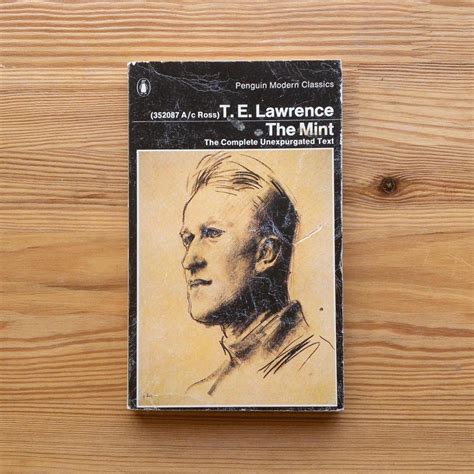 Penguin Modern Classics
(352087 A/c Ross) T. E. Lawrence
The Mint
The Complete Unexpurgated Text